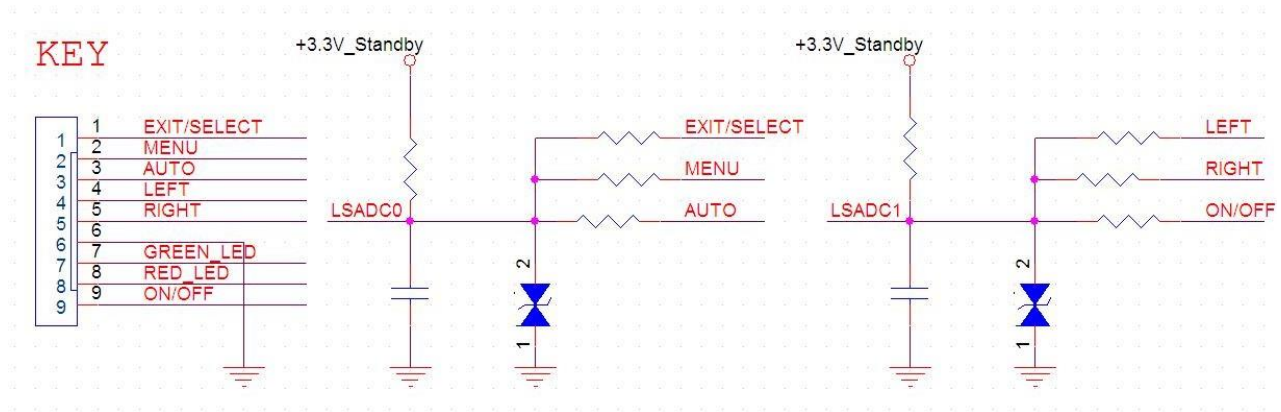 KEY
1 1 EXIT/SELECT
2 2 MENU
3 3 AUTO
4 4 LEFT
5 5 RIGHT
6 6
7 7 GREEN_LED
8 8 RED_LED
9 9 ON/OFF
+3.3V_Standby
EXIT/SELECT
MENU
LSADC0
AUTO
2
1
+3.3V_Standby
LEFT
RIGHT
LSADC1
ON/OFF
2
1